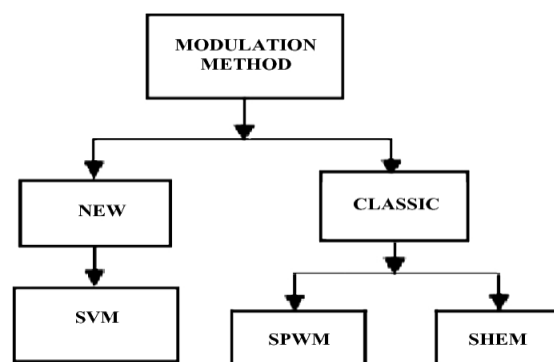 MODULATION
METHOD
NEW
CLASSIC
SVM
SPWM
SHEM